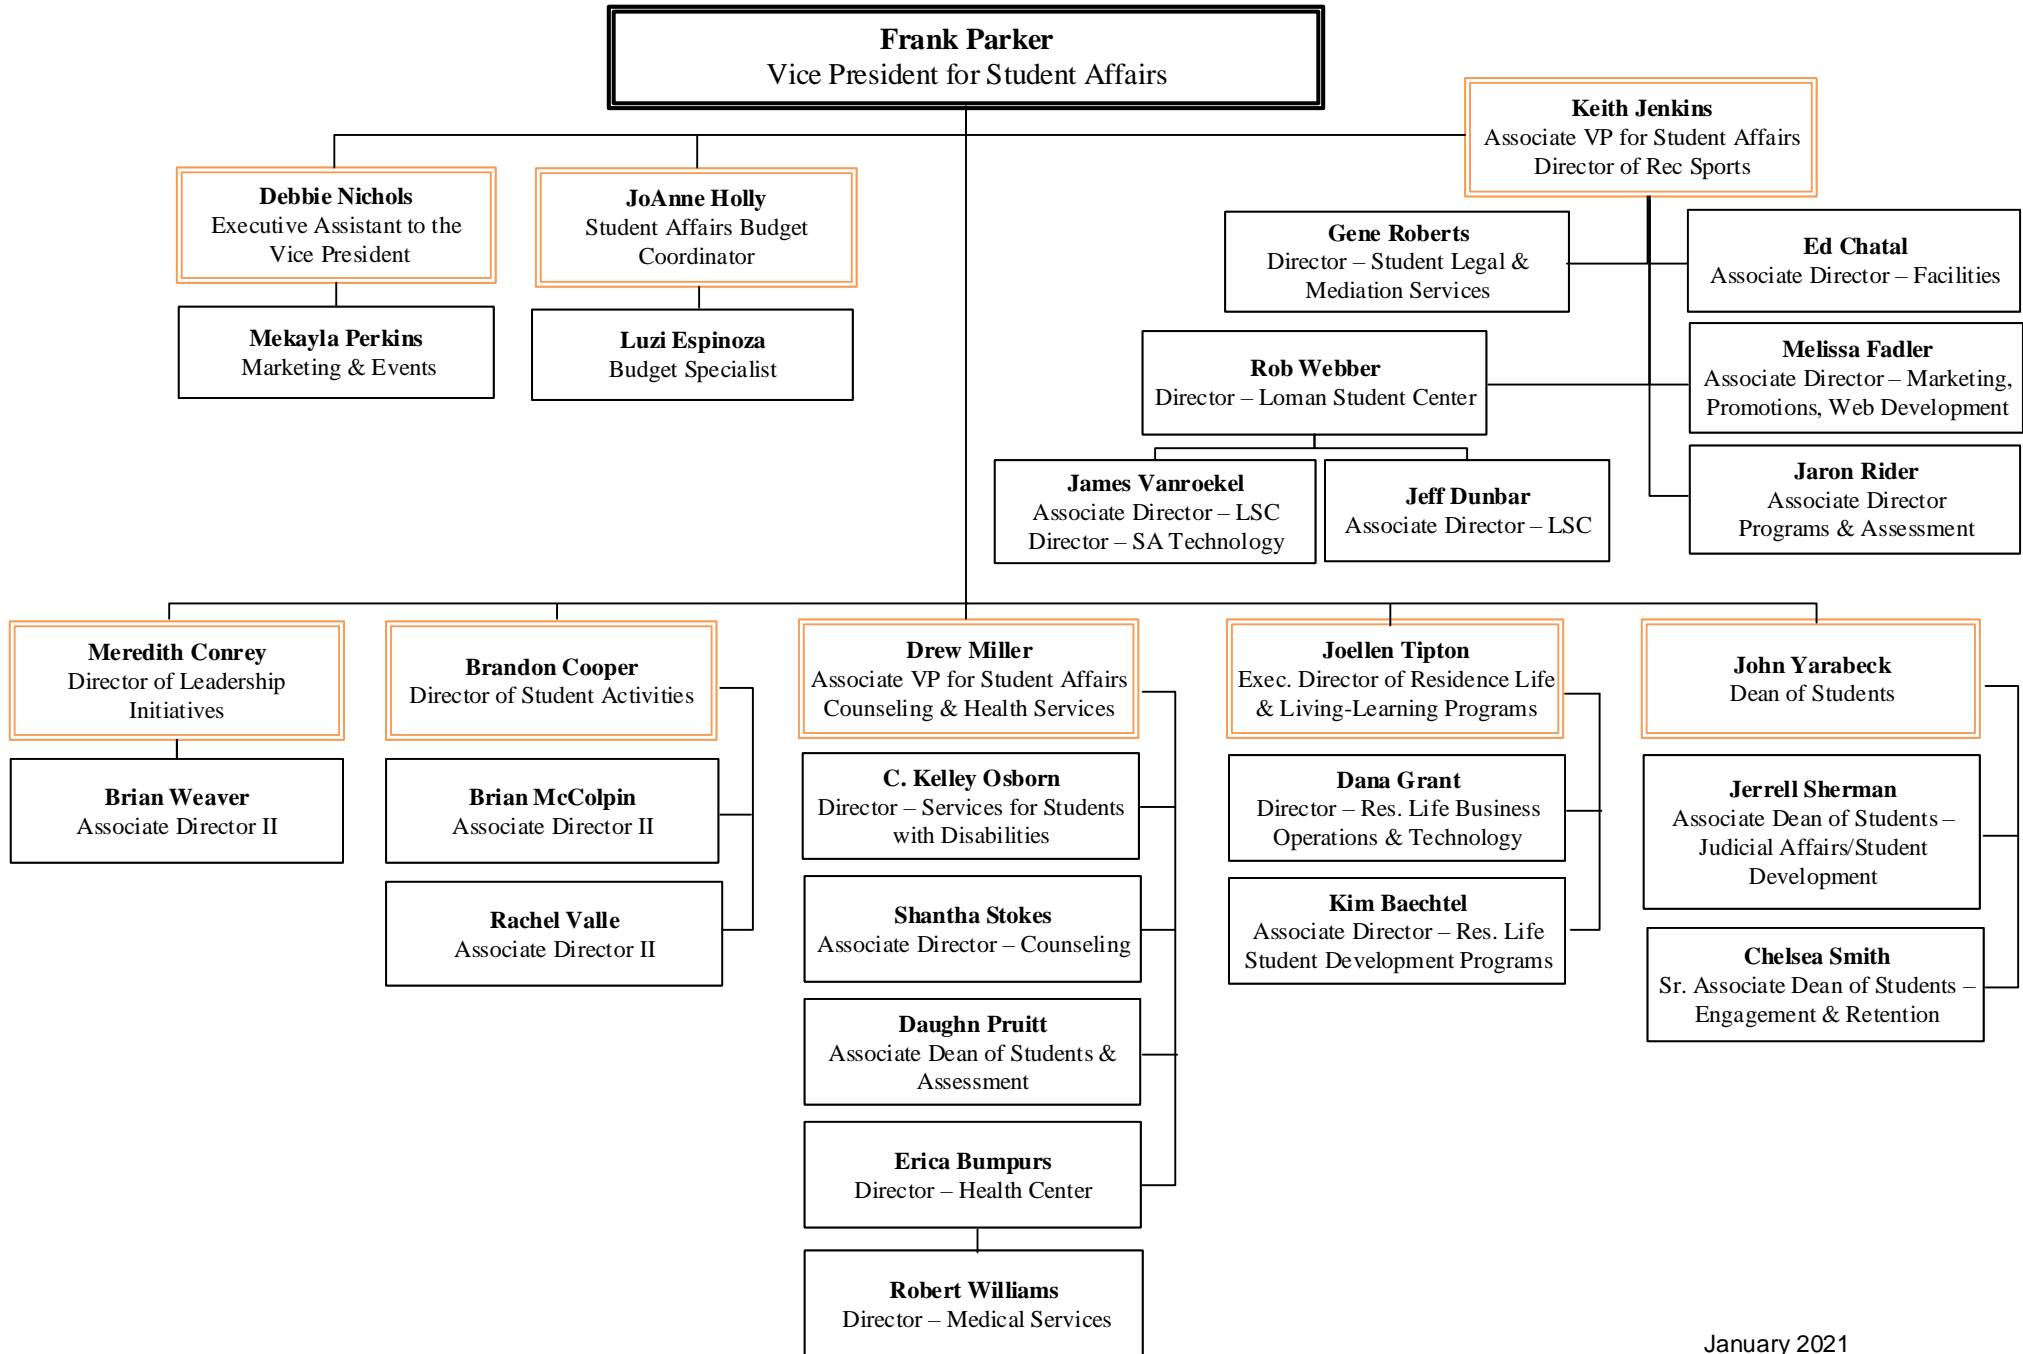 Frank Parker
Vice President for Student Affairs
Keith Jenkins
Associate VP for Student Affairs
Director of Rec Sports
Debbie Nichols
Executive Assistant to the
Vice President
JoAnne Holly
Student Affairs Budget
Coordinator
Mekayla Perkins
Marketing & Events
Luzi Espinoza
Budget Specialist
Gene Roberts
Director – Student Legal &
Mediation Services
Ed Chatal
Associate Director – Facilities
Rob Webber
Director – Loman Student Center
Melissa Fadler
Associate Director – Marketing,
Promotions, Web Development
James Vanroekel
Associate Director – LSC
Director – SA Technology
Jeff Dunbar
Associate Director – LSC
Jaron Rider
Associate Director
Programs & Assessment
Meredith Conrey
Director of Leadership
Initiatives
Brian Weaver
Associate Director II
Brandon Cooper
Director of Student Activities
Brian McColpin
Associate Director II
Rachel Valle
Associate Director II
Drew Miller
Associate VP for Student Affairs
Counseling & Health Services
C. Kelley Osborn
Director – Services for Students
with Disabilities
Shantha Stokes
Associate Director – Counseling
Daughn Pruitt
Associate Dean of Students &
Assessment
Erica Bumpurs
Director – Health Center
Robert Williams
Director – Medical Services
Joellen Tipton
Exec. Director of Residence Life
& Living-Learning Programs
Dana Grant
Director – Res. Life Business
Operations & Technology
Kim Baechtel
Associate Director – Res. Life
Student Development Programs
John Yarabeck
Dean of Students
Jerrell Sherman
Associate Dean of Students –
Judicial Affairs/Student
Development
Chelsea Smith
Sr. Associate Dean of Students –
Engagement & Retention
January 2021